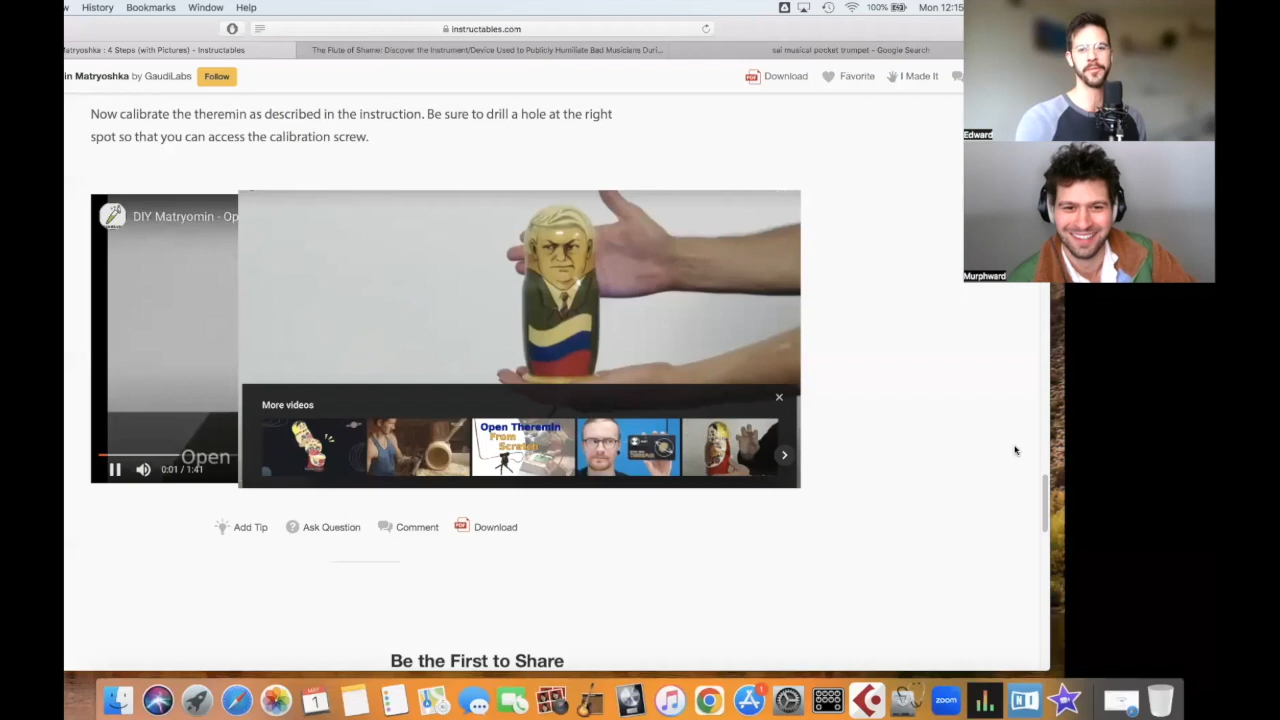 w History Bookmarks Window Help 100% Mon 12:15
instructables.com
atryoshka : 4 Steps (with Pictures) - Instructables The Flute of Shame: Discover the Instrument/Device Used to Publicly Humiliate Bad Musicians Duri... sai musical pocket trumpet - Google Search
in Matryoshka by GaudiLabs Follow Download Favorite I Made It
Now calibrate the theremin as described in the instruction. Be sure to drill a hole at the right
spot so that you can access the calibration screw.
Edward
Murphward
DIY Matryomin - Op
More videos
Open Theremin
From
Scratch
Open
0:01 / 1:41
Add Tip Ask Question Comment Download
Be the First to Share
MAY
1
zoom
1